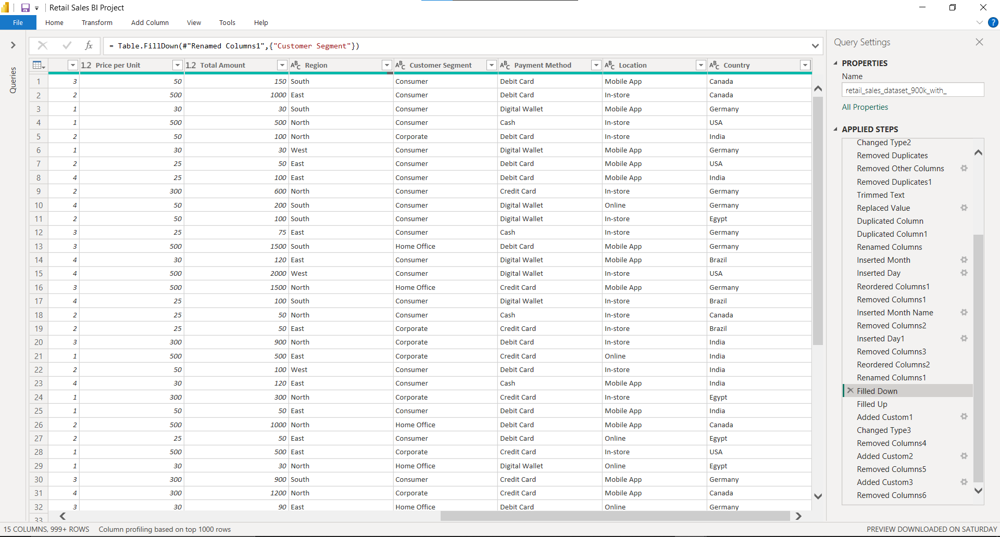 Retail Sales BI Project
File Home Transform Add Column View Tools Help
= Table.FillDown(#"Renamed Columns1",{"Customer Segment"})
Queries
1.2 Price per Unit 1.2 Total Amount ABC Region ABC Customer Segment ABC Payment Method ABC Location ABC Country
1 3 50 150 South Consumer Debit Card Mobile App Canada
2 2 500 1000 East Consumer Debit Card In-store Canada
3 1 30 30 South Consumer Digital Wallet Mobile App Germany
4 1 500 500 North Consumer Cash In-store USA
5 2 50 100 North Corporate Debit Card In-store India
6 1 30 30 West Consumer Digital Wallet Mobile App Germany
7 2 25 50 East Consumer Debit Card Mobile App USA
8 4 25 100 East Consumer Debit Card Mobile App India
9 2 300 600 North Consumer Credit Card In-store Germany
10 4 50 200 South Consumer Digital Wallet Online Germany
11 2 50 100 South Consumer Digital Wallet In-store Egypt
12 3 25 75 East Consumer Cash In-store Germany
13 3 500 1500 South Home Office Debit Card Mobile App Germany
14 4 30 120 East Consumer Digital Wallet Mobile App Brazil
15 4 500 2000 West Consumer Digital Wallet In-store USA
16 3 500 1500 North Home Office Credit Card Mobile App Germany
17 4 25 100 South Consumer Digital Wallet In-store Brazil
18 2 25 50 North Consumer Cash In-store Canada
19 2 25 50 East Corporate Credit Card In-store Brazil
20 3 300 900 North Corporate Debit Card In-store India
21 1 500 500 East Corporate Credit Card Online India
22 2 50 100 West Consumer Debit Card In-store India
23 4 30 120 East Consumer Cash Mobile App India
24 1 300 300 North Corporate Credit Card In-store Egypt
25 1 50 50 East Consumer Debit Card Mobile App India
26 2 500 1000 North Home Office Debit Card Mobile App Canada
27 2 25 50 East Consumer Debit Card Online Egypt
28 1 500 500 East Corporate Credit Card In-store USA
29 1 30 30 North Home Office Digital Wallet Online Egypt
30 3 300 900 South Consumer Credit Card Mobile App Germany
31 4 300 1200 North Corporate Credit Card Mobile App Canada
32 3 30 90 East Home Office Debit Card Online Germany
33
Query Settings
PROPERTIES
Name
retail_sales_dataset_900k_with_
All Properties
APPLIED STEPS
Changed Type2
Removed Duplicates
Removed Other Columns
Removed Duplicates1
Trimmed Text
Replaced Value
Duplicated Column
Duplicated Column1
Renamed Columns
Inserted Month
Inserted Day
Reordered Columns1
Removed Columns1
Inserted Month Name
Removed Columns2
Inserted Day1
Removed Columns3
Reordered Columns2
Renamed Columns1
Filled Down
Filled Up
Added Custom1
Changed Type3
Removed Columns4
Added Custom2
Removed Columns5
Added Custom3
Removed Columns6
15 COLUMNS, 999+ ROWS Column profiling based on top 1000 rows
PREVIEW DOWNLOADED ON SATURDAY